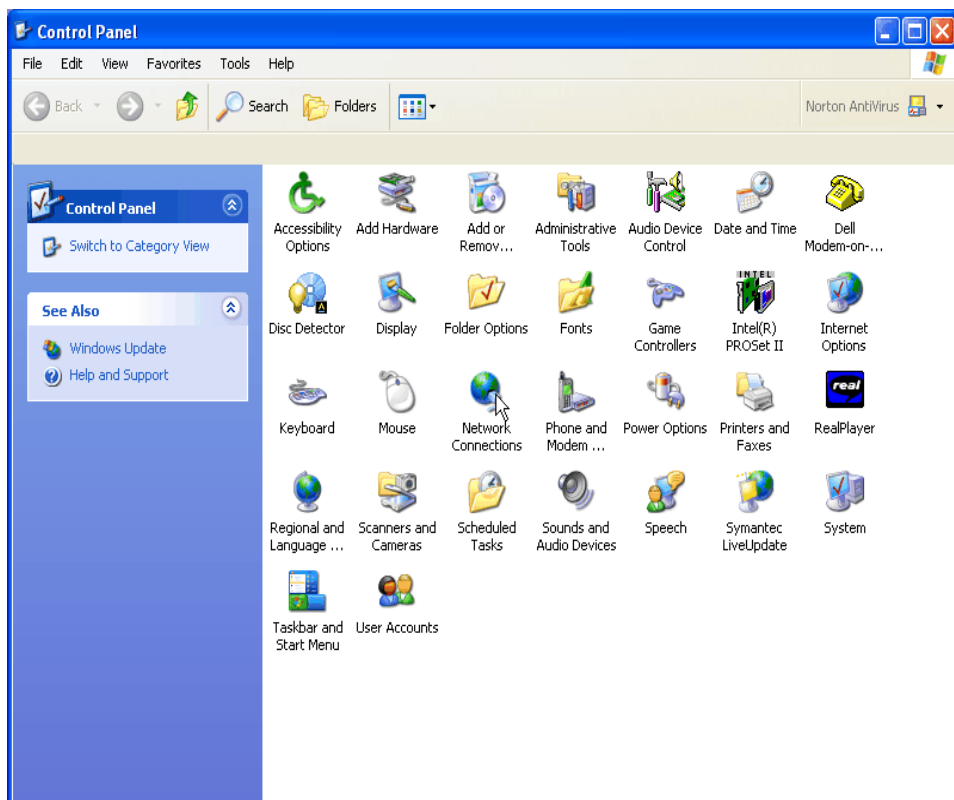 Control Panel
File Edit View Favorites Tools Help
Back Search Folders Norton AntiVirus
Control Panel
Switch to Category View
See Also
Windows Update
Help and Support
Accessibility Add Hardware Add or Administrative Audio Device Date and Time Dell
Options Remov... Tools Control Modem-on-...
INTEL
Disc Detector Display Folder Options Fonts Game Intel(R) Internet
Controllers PROSet II Options
real
Keyboard Mouse Network Phone and Power Options Printers and RealPlayer
Connections Modem ... Faxes
Regional and Scanners and Scheduled Sounds and Speech Symantec System
Language ... Cameras Tasks Audio Devices LiveUpdate
Taskbar and User Accounts
Start Menu